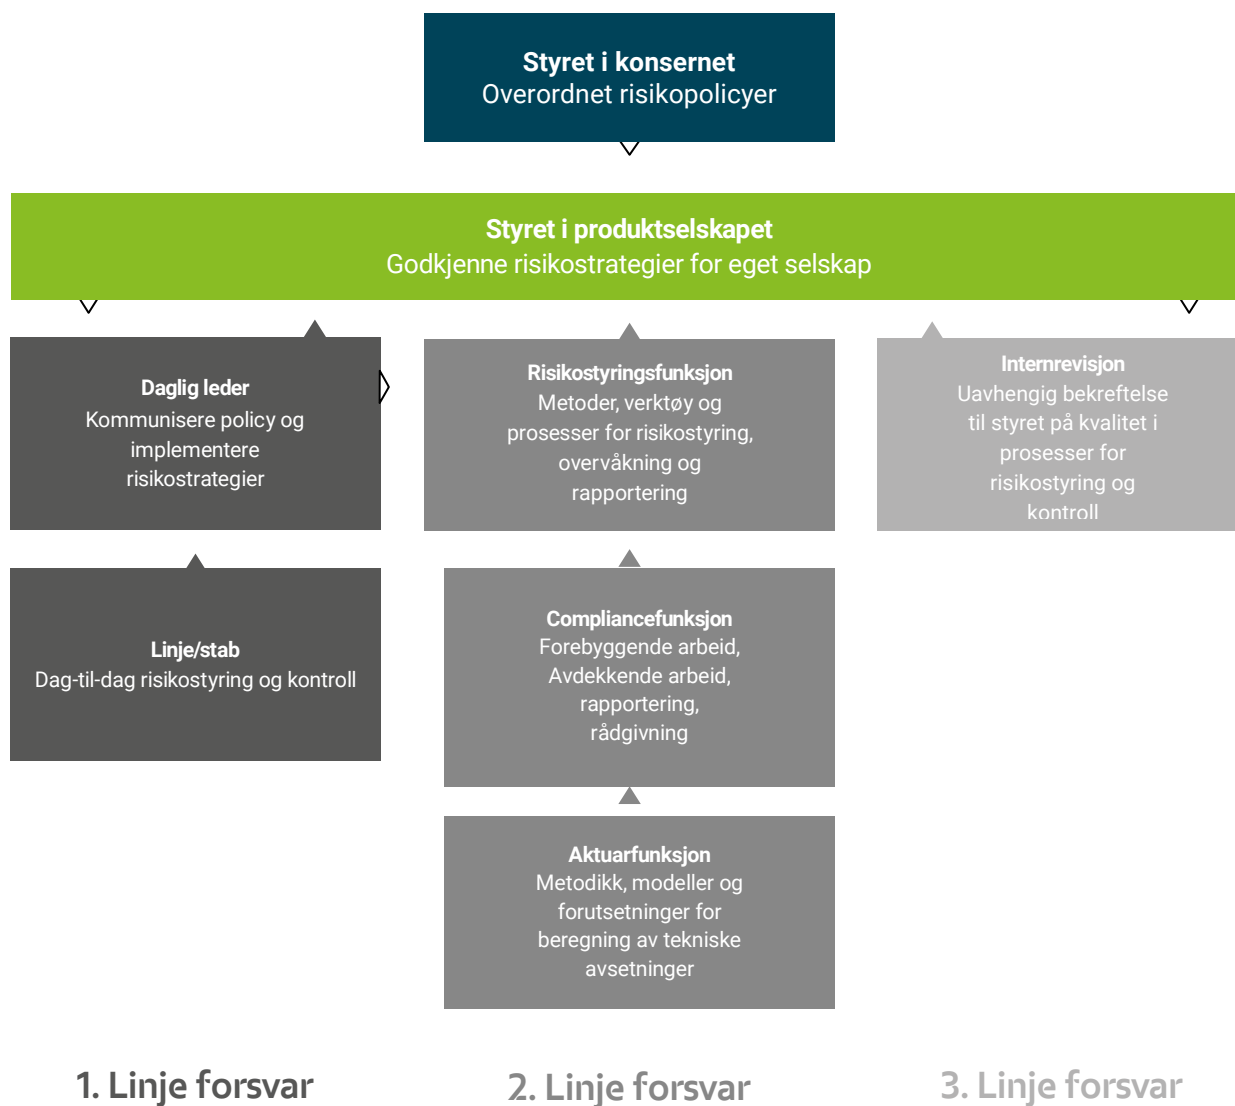 Styret i konsernet
Overordnet risikopolicyer
Styret i produktselskapet
Godkjenne risikostrategier for eget selskap
Daglig leder
Kommunisere policy og
implementere
risikostrategier
Linje/stab
Dag-til-dag risikostyring og kontroll
Risikostyringsfunksjon
Metoder, verktøy og
prosesser for risikostyring,
overvåkning og
rapportering
Compliancefunksjon
Forebyggende arbeid,
Avdekkende arbeid,
rapportering,
rådgivning
Aktuarfunksjon
Metodikk, modeller og
forutsetninger for
beregning av tekniske
avsetninger
Internrevisjon
Uavhengig bekreftelse
til styret på kvalitet i
prosesser for
risikostyring og
kontroll
1. Linje forsvar
2. Linje forsvar
3. Linje forsvar